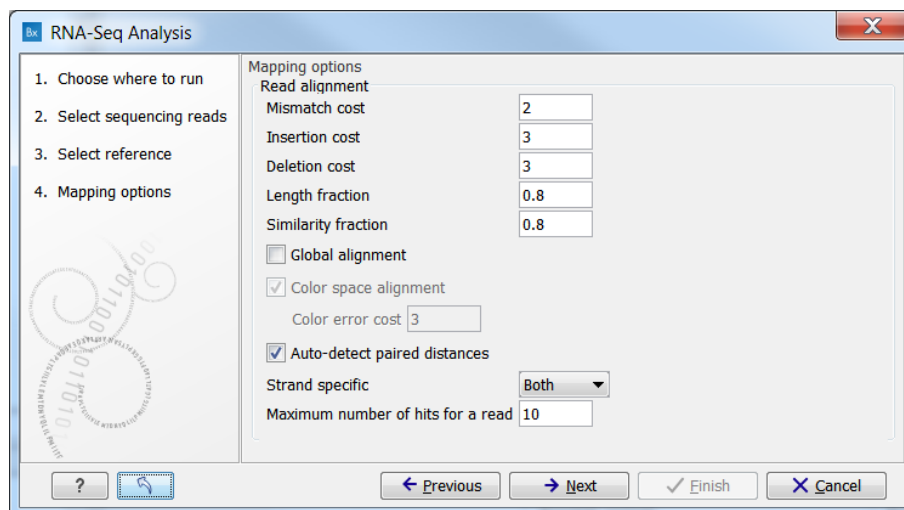 Bx RNA-Seq Analysis
X
1. Choose where to run
2. Select sequencing reads
3. Select reference
4. Mapping options
Mapping options
Read alignment
Mismatch cost 2
Insertion cost 3
Deletion cost 3
Length fraction 0.8
Similarity fraction 0.8
Global alignment
Color space alignment
Color error cost 3
Auto-detect paired distances
Strand specific Both
Maximum number of hits for a read 10
? Previous Next Finish Cancel